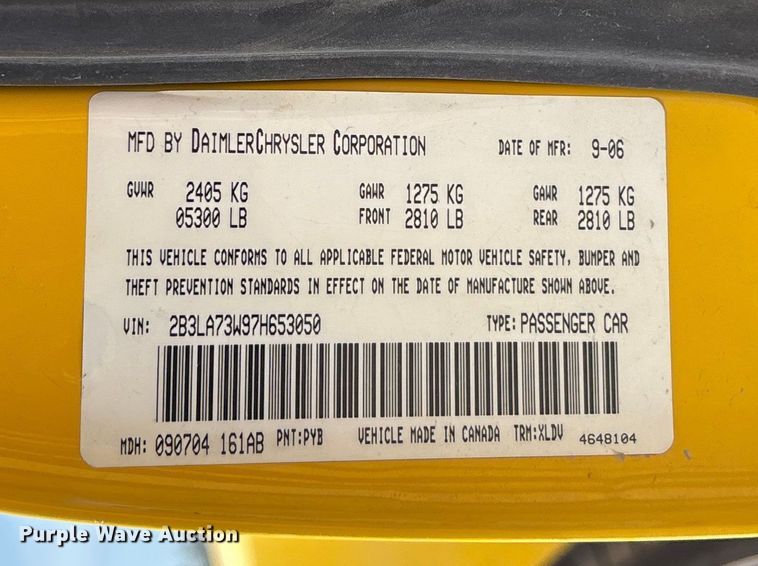 MFD BY DAIMLERCHRYSLER CORPORATION DATE OF MFR: 9-06
GVWR 2405 KG GAWR 1275 KG GAWR 1275 KG
05300 LB FRONT 2810 LB REAR 2810 LB
THIS VEHICLE CONFORMS TO ALL APPLICABLE FEDERAL MOTOR VEHICLE SAFETY, BUMPER AND
THEFT PREVENTION STANDARDS IN EFFECT ON THE DATE OF MANUFACTURE SHOWN ABOVE.
VIN: 2B3LA73W97H653050 TYPE: PASSENGER CAR
MDH: 090704 161AB PNT:PYB VEHICLE MADE IN CANADA TRM:XLDV 4648104
Purple Wave Auction